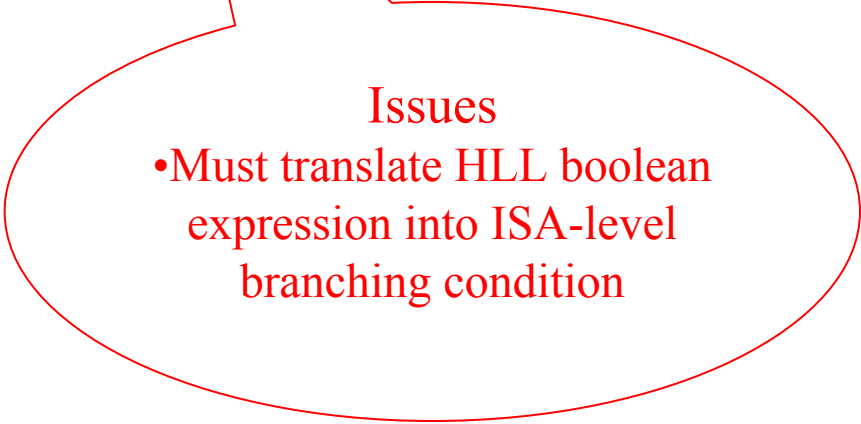 Issues
•Must translate HLL boolean
expression into ISA-level
branching condition